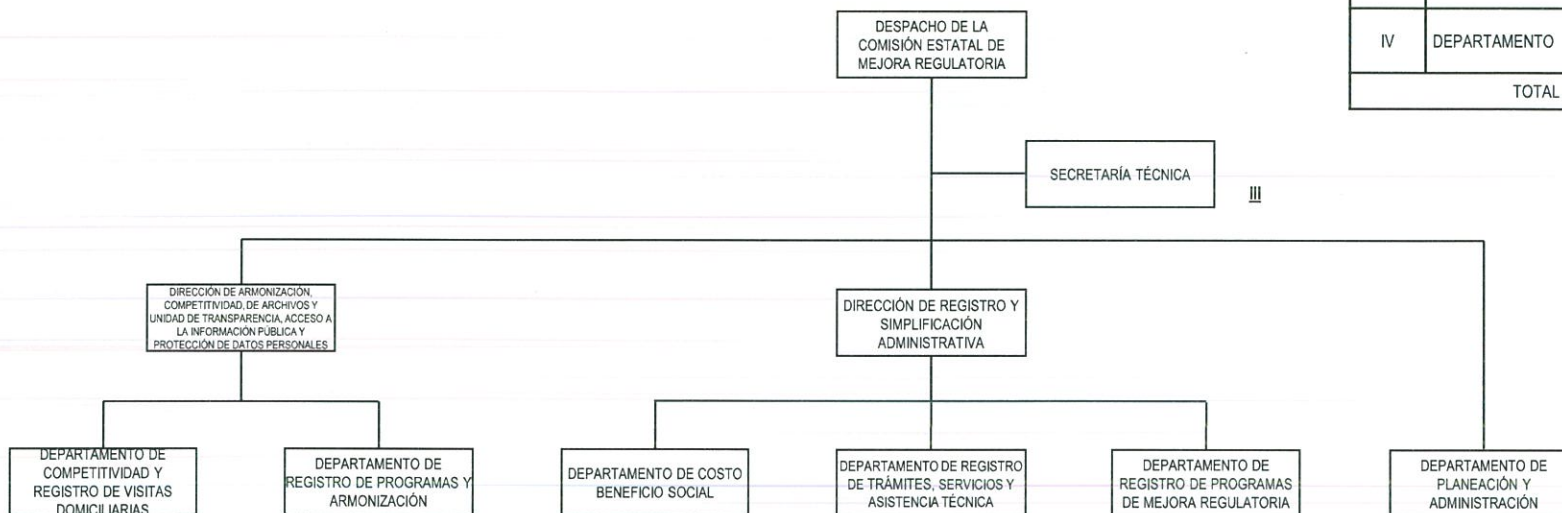 DESPACHO DE LA
COMISIÓN ESTATAL DE
MEJORA REGULATORIA
IV DEPARTAMENTO
TOTAL
SECRETARÍA TÉCNICA
III
DIRECCIÓN DE ARMONIZACIÓN,
COMPETITIVIDAD, DE ARCHIVOS Y
UNIDAD DE TRANSPARENCIA, ACCESO A
LA INFORMACIÓN PÚBLICA Y
PROTECCIÓN DE DATOS PERSONALES
DIRECCIÓN DE REGISTRO Y
SIMPLIFICACIÓN
ADMINISTRATIVA
DEPARTAMENTO DE
COMPETITIVIDAD Y
REGISTRO DE VISITAS
DOMICILIARIAS
DEPARTAMENTO DE
REGISTRO DE PROGRAMAS Y
ARMONIZACIÓN
DEPARTAMENTO DE COSTO
BENEFICIO SOCIAL
DEPARTAMENTO DE REGISTRO
DE TRÁMITES, SERVICIOS Y
ASISTENCIA TÉCNICA
DEPARTAMENTO DE
REGISTRO DE PROGRAMAS
DE MEJORA REGULATORIA
DEPARTAMENTO DE
PLANEACIÓN Y
ADMINISTRACIÓN